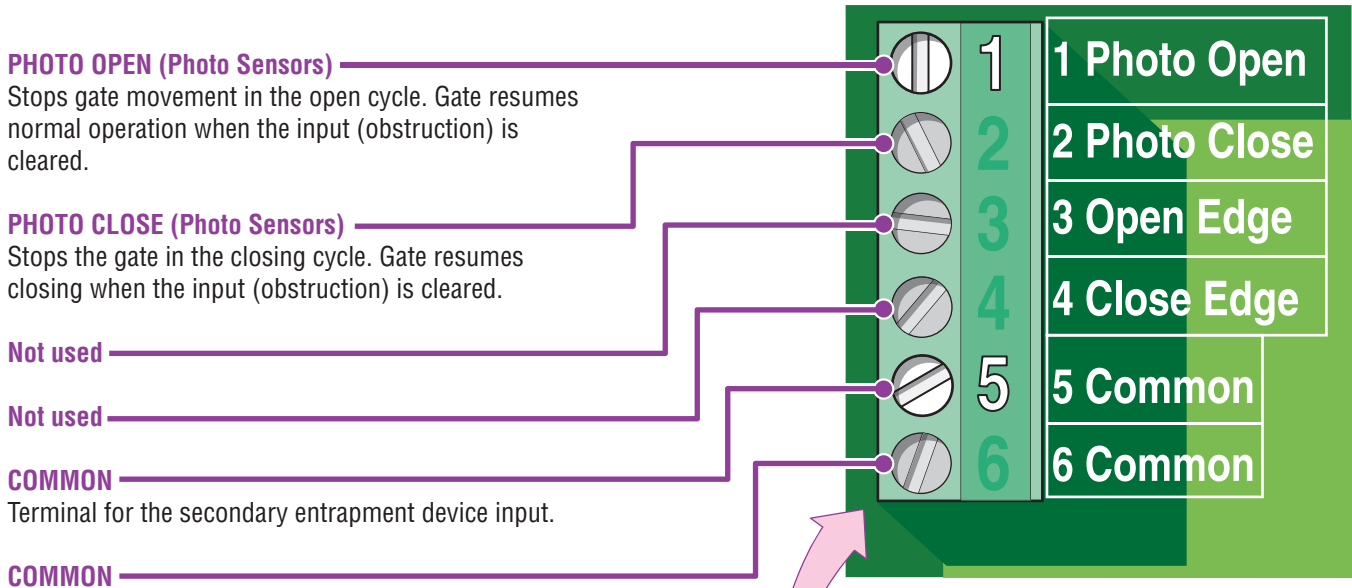 PHOTO OPEN (Photo Sensors)
Stops gate movement in the open cycle. Gate resumes
normal operation when the input (obstruction) is
cleared.
PHOTO CLOSE (Photo Sensors)
Stops the gate in the closing cycle. Gate resumes
closing when the input (obstruction) is cleared.
Not used
Not used
COMMON
Terminal for the secondary entrapment device input.
COMMON
1
2
3
4
5
6
1 Photo Open
2 Photo Close
3 Open Edge
4 Close Edge
5 Common
6 Common